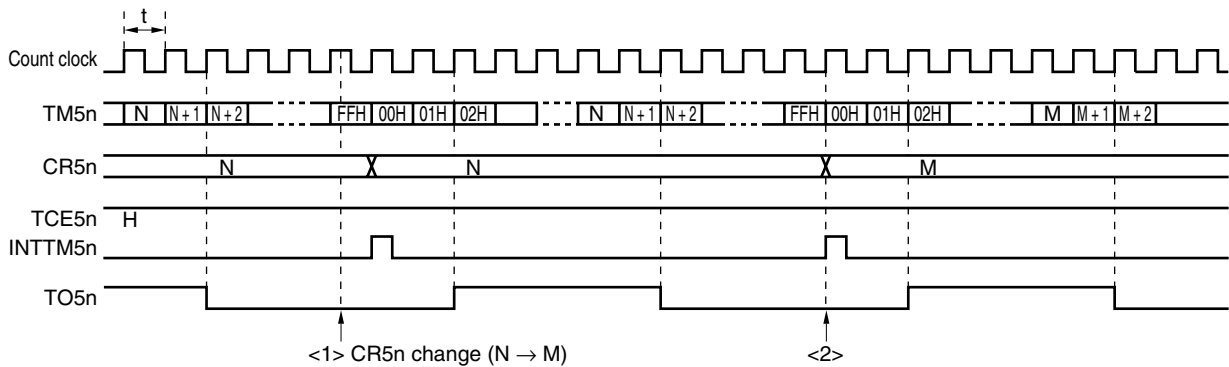 t
Count clock
TM5n N N + 1 N + 2 FFH 00H 01H 02H N N + 1 N + 2 FFH 00H 01H 02H M M + 1 M + 2
CR5n N N M
TCE5n H
INTTM5n
TO5n
<1> CR5n change (N → M) <2>